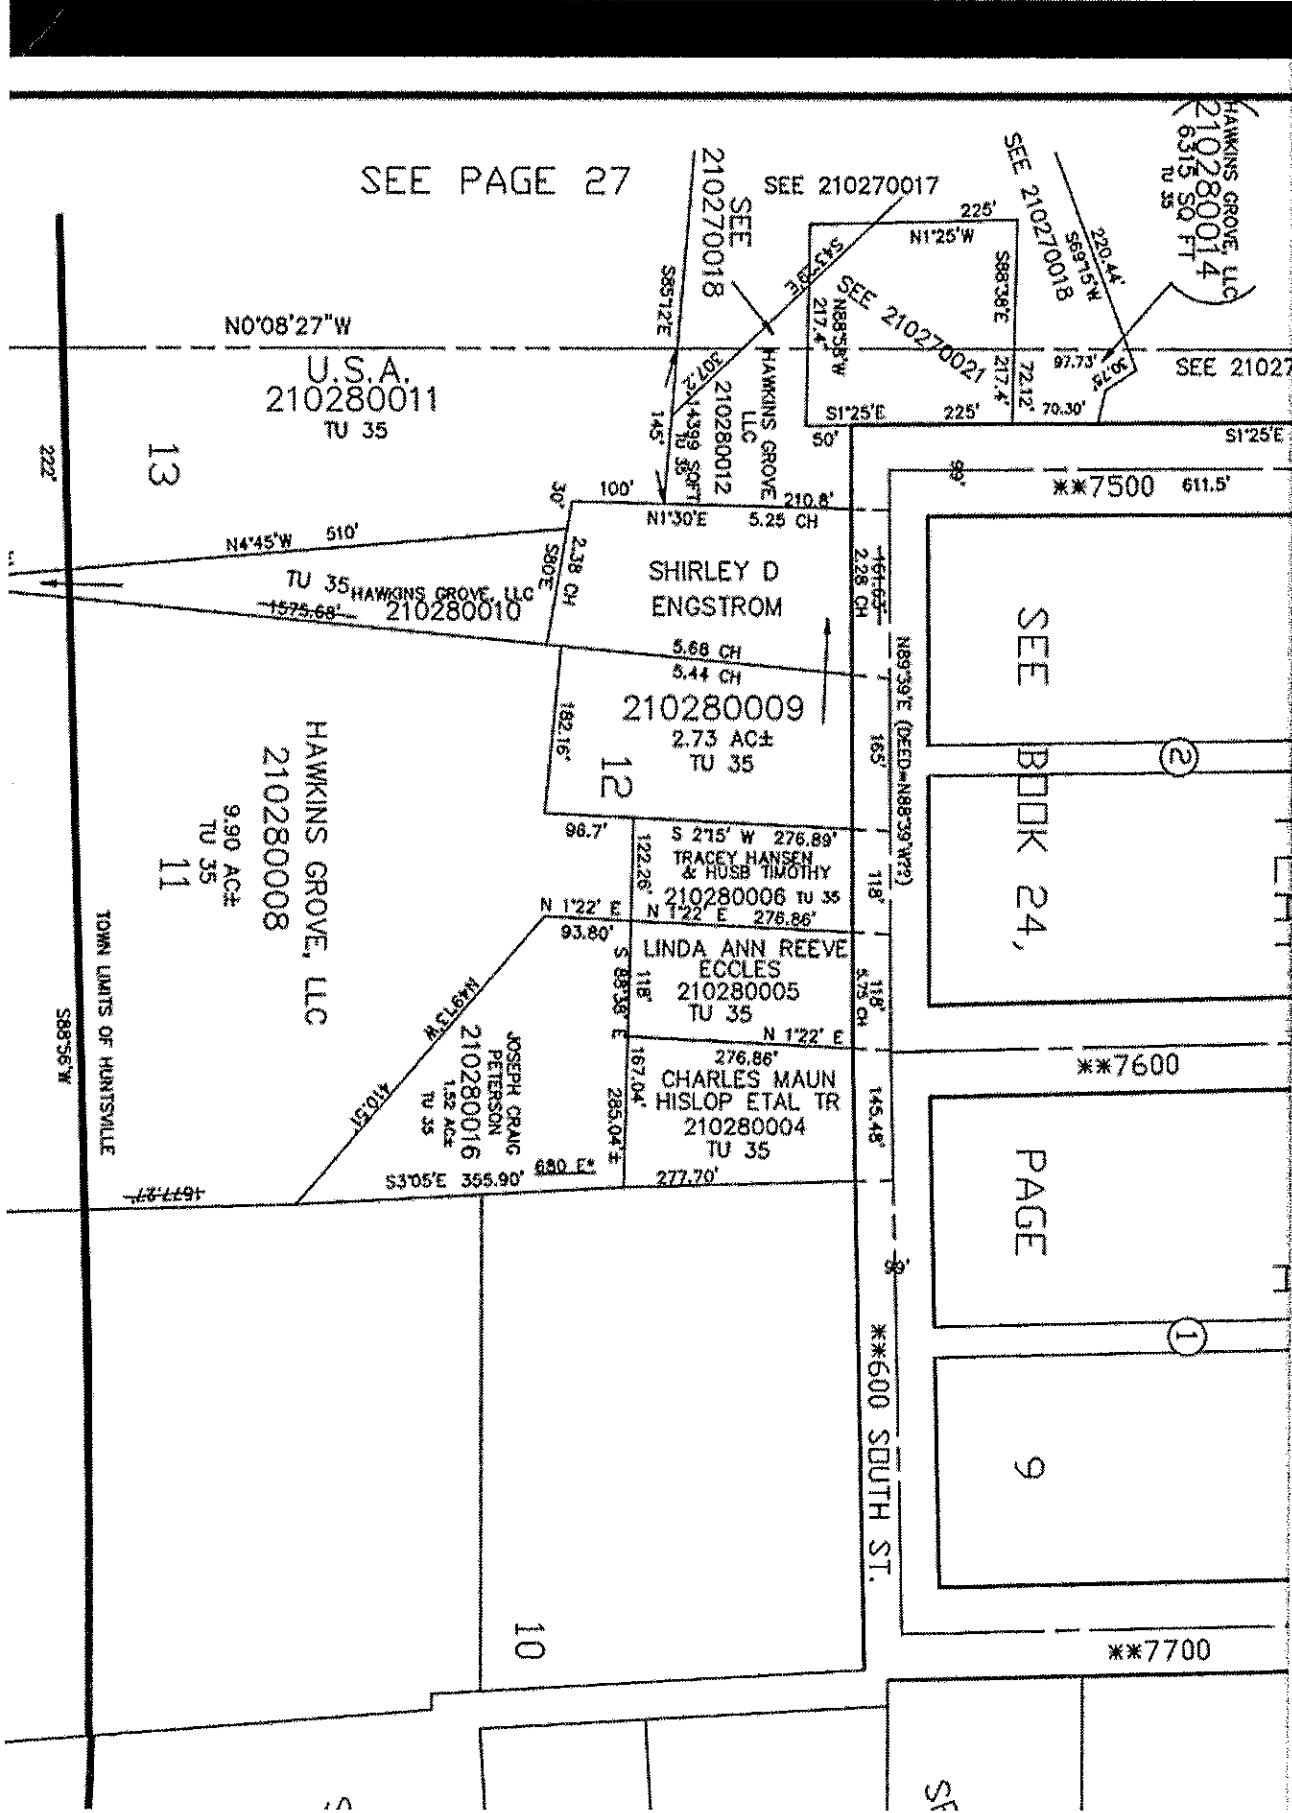 SEE PAGE 27
SEE
210270018
SEE 210270017
225'
N1°25'W
SEE 210270018
220.44'
S69°15'W
HAWKINS GROVE, LLC
210280014
6315 SQ FT
TU 35
S85°12'E
S43°29'E
SEE 210270021
N88°58'W
217.4'
S88°38'E
217.4'
72.12'
97.73'
30.78'
SEE 21027
N0°08'27"W
U.S.A.
210280011
TU 35
307.2'
145'
HAWKINS GROVE
LLC
210280012
14399 SQFT
TU 35
S1°25'E
225'
70.30'
50'
S1°25'E
13
222'
30'
100'
210.8'
99'
**7500
611.5'
N1°30'E
5.25 CH
N4°45'W
510'
2.38 CH
S80°E
TU 35
HAWKINS GROVE, LLC
210280010
1575.68'
SHIRLEY D
ENGSTROM
161.63'
2.28 CH
5.68 CH
5.44 CH
210280009
2.73 AC±
TU 35
182.16'
12
165'
N89°39'E (DEED=N88°39'W??)
SEE BOOK 24,
PAGE 9
2
HAWKINS GROVE, LLC
210280008
9.90 AC±
TU 35
11
98.7'
S 2°15' W
276.89'
122.26'
TRACEY HANSEN
& HUSB TIMOTHY
210280006 TU 35
118'
N 1°22' E
N 1°22' E
276.86'
93.80'
S 88°38' E
118'
LINDA ANN REEVE
ECCLES
210280005
TU 35
118'
5.75 CH
N 1°22' E
276.86'
**7600
TOWN LIMITS OF HUNTSVILLE
S88°56'W
N49°13'W
410.51'
JOSEPH CRAIG
PETERSON
210280016
1.52 AC±
TU 35
167.04'
285.04'±
CHARLES MAUN
HISLOP ETAL TR
210280004
TU 35
145.48'
S3°05'E
355.90'
680 E*
277.70'
1677.27'
99'
1
**600 SOUTH ST.
10
**7700